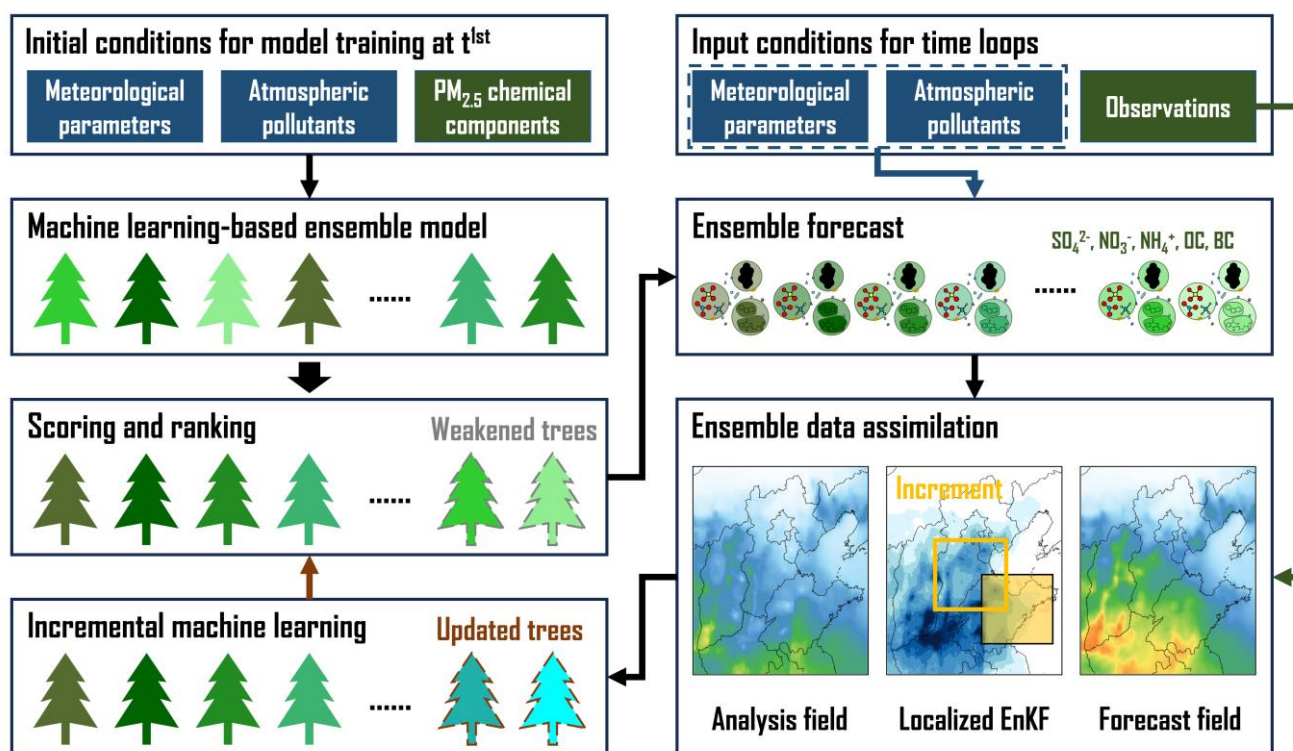 Initial conditions for model training at t¹ˢᵗ
Meteorological
parameters
Atmospheric
pollutants
PM₂.₅ chemical
components
Machine learning-based ensemble model
......
Scoring and ranking
Weakened trees
......
Incremental machine learning
Updated trees
......
Input conditions for time loops
Meteorological
parameters
Atmospheric
pollutants
Observations
Ensemble forecast
SO₄²⁻, NO₃⁻, NH₄⁺, OC, BC
......
Ensemble data assimilation
Increment
Analysis field
Localized EnKF
Forecast field